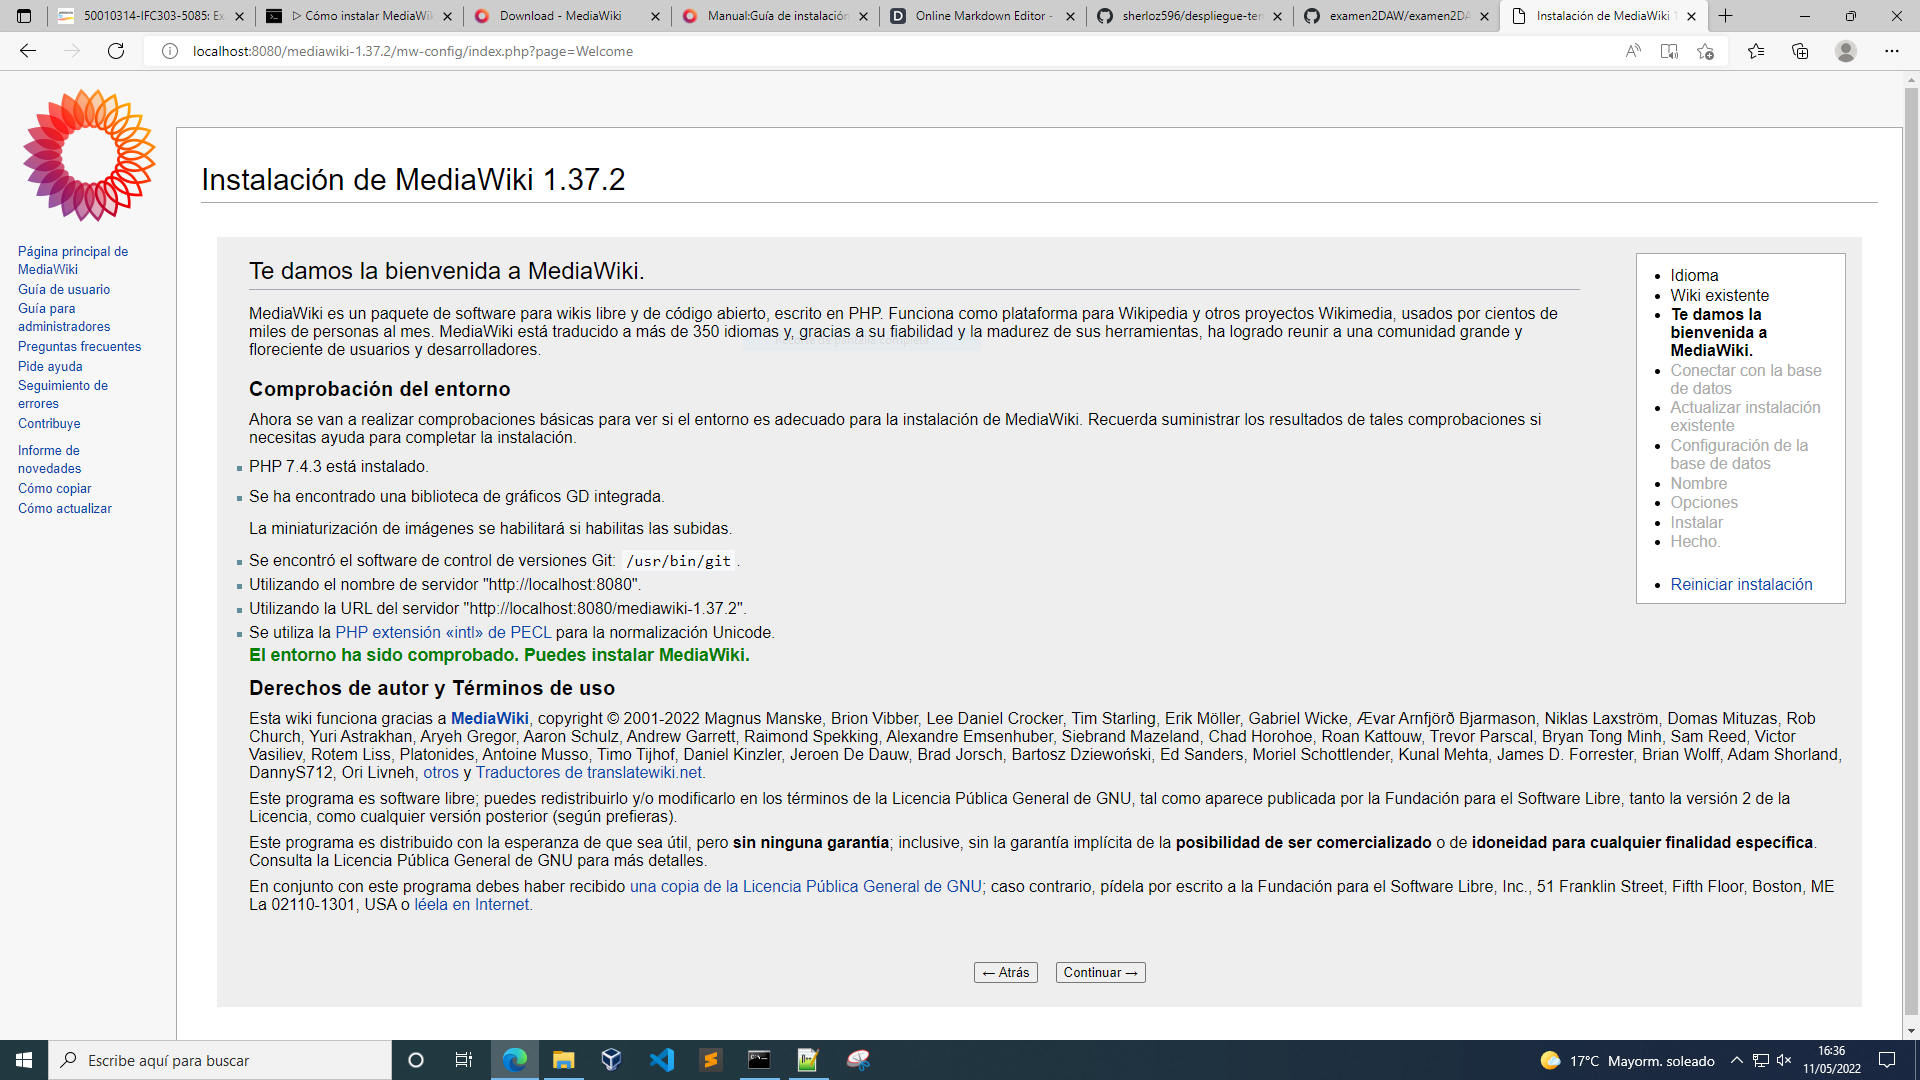 50010314-IFC303-5085: Ex
▷ Cómo instalar MediaWik
Download - MediaWiki
Manual:Guía de instalación
Online Markdown Editor -
sherloz596/despliegue-ten
examen2DAW/examen2DA
Instalación de MediaWiki 1
localhost:8080/mediawiki-1.37.2/mw-config/index.php?page=Welcome
Página principal de
MediaWiki
Guía de usuario
Guía para
administradores
Preguntas frecuentes
Pide ayuda
Seguimiento de
errores
Contribuye
Informe de
novedades
Cómo copiar
Cómo actualizar
Instalación de MediaWiki 1.37.2
Te damos la bienvenida a MediaWiki.
MediaWiki es un paquete de software para wikis libre y de código abierto, escrito en PHP. Funciona como plataforma para Wikipedia y otros proyectos Wikimedia, usados por cientos de
miles de personas al mes. MediaWiki está traducido a más de 350 idiomas y, gracias a su fiabilidad y la madurez de sus herramientas, ha logrado reunir a una comunidad grande y
floreciente de usuarios y desarrolladores.
Recorte de pantalla completa
Comprobación del entorno
Ahora se van a realizar comprobaciones básicas para ver si el entorno es adecuado para la instalación de MediaWiki. Recuerda suministrar los resultados de tales comprobaciones si
necesitas ayuda para completar la instalación.
PHP 7.4.3 está instalado.
Se ha encontrado una biblioteca de gráficos GD integrada.
La miniaturización de imágenes se habilitará si habilitas las subidas.
Se encontró el software de control de versiones Git: /usr/bin/git.
Utilizando el nombre de servidor "http://localhost:8080".
Utilizando la URL del servidor "http://localhost:8080/mediawiki-1.37.2".
Se utiliza la PHP extensión «intl» de PECL para la normalización Unicode.
El entorno ha sido comprobado. Puedes instalar MediaWiki.
Derechos de autor y Términos de uso
Esta wiki funciona gracias a MediaWiki, copyright © 2001-2022 Magnus Manske, Brion Vibber, Lee Daniel Crocker, Tim Starling, Erik Möller, Gabriel Wicke, Ævar Arnfjörð Bjarmason, Niklas Laxström, Domas Mituzas, Rob
Church, Yuri Astrakhan, Aryeh Gregor, Aaron Schulz, Andrew Garrett, Raimond Spekking, Alexandre Emsenhuber, Siebrand Mazeland, Chad Horohoe, Roan Kattouw, Trevor Parscal, Bryan Tong Minh, Sam Reed, Victor
Vasiliev, Rotem Liss, Platonides, Antoine Musso, Timo Tijhof, Daniel Kinzler, Jeroen De Dauw, Brad Jorsch, Bartosz Dziewoński, Ed Sanders, Moriel Schottlender, Kunal Mehta, James D. Forrester, Brian Wolff, Adam Shorland,
DannyS712, Ori Livneh, otros y Traductores de translatewiki.net.
Este programa es software libre; puedes redistribuirlo y/o modificarlo en los términos de la Licencia Pública General de GNU, tal como aparece publicada por la Fundación para el Software Libre, tanto la versión 2 de la
Licencia, como cualquier versión posterior (según prefieras).
Este programa es distribuido con la esperanza de que sea útil, pero sin ninguna garantía; inclusive, sin la garantía implícita de la posibilidad de ser comercializado o de idoneidad para cualquier finalidad específica.
Consulta la Licencia Pública General de GNU para más detalles.
En conjunto con este programa debes haber recibido una copia de la Licencia Pública General de GNU; caso contrario, pídela por escrito a la Fundación para el Software Libre, Inc., 51 Franklin Street, Fifth Floor, Boston, ME
La 02110-1301, USA o léela en Internet.
← Atrás
Continuar →
Idioma
Wiki existente
Te damos la
bienvenida a
MediaWiki.
Conectar con la base
de datos
Actualizar instalación
existente
Configuración de la
base de datos
Nombre
Opciones
Instalar
Hecho.
Reiniciar instalación
Escribe aquí para buscar
17°C Mayorm. soleado
16:36
11/05/2022